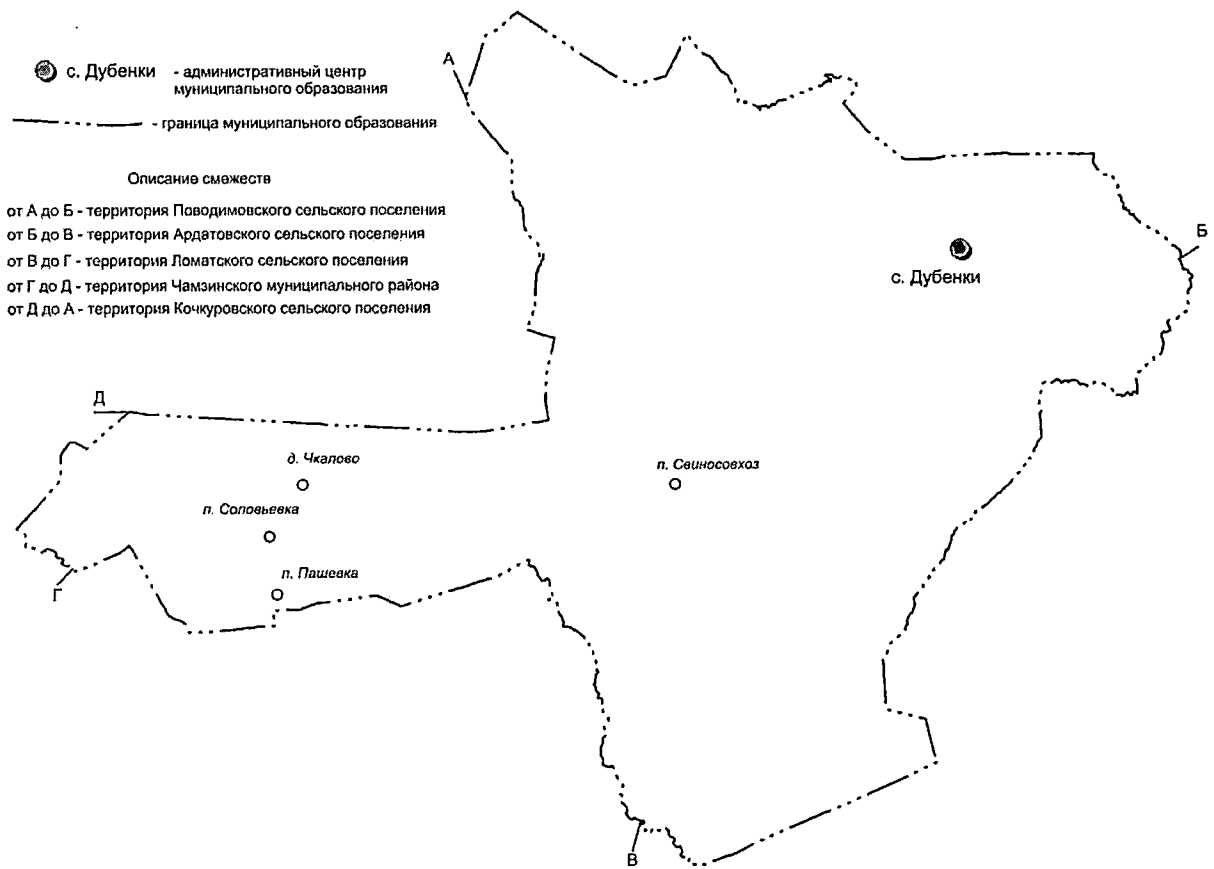 с. Дубенки - административный центр
муниципального образования
- граница муниципального образования
Описание смежеств
от А до Б - территория Поводимовского сельского поселения
от Б до В - территория Ардатовского сельского поселения
от В до Г - территория Ломатского сельского поселения
от Г до Д - территория Чамзинского муниципального района
от Д до А - территория Кочкуровского сельского поселения
А
Б
с. Дубенки
Д
д. Чкалово
п. Свиносовхоз
п. Соловьевка
п. Пашевка
Г
В